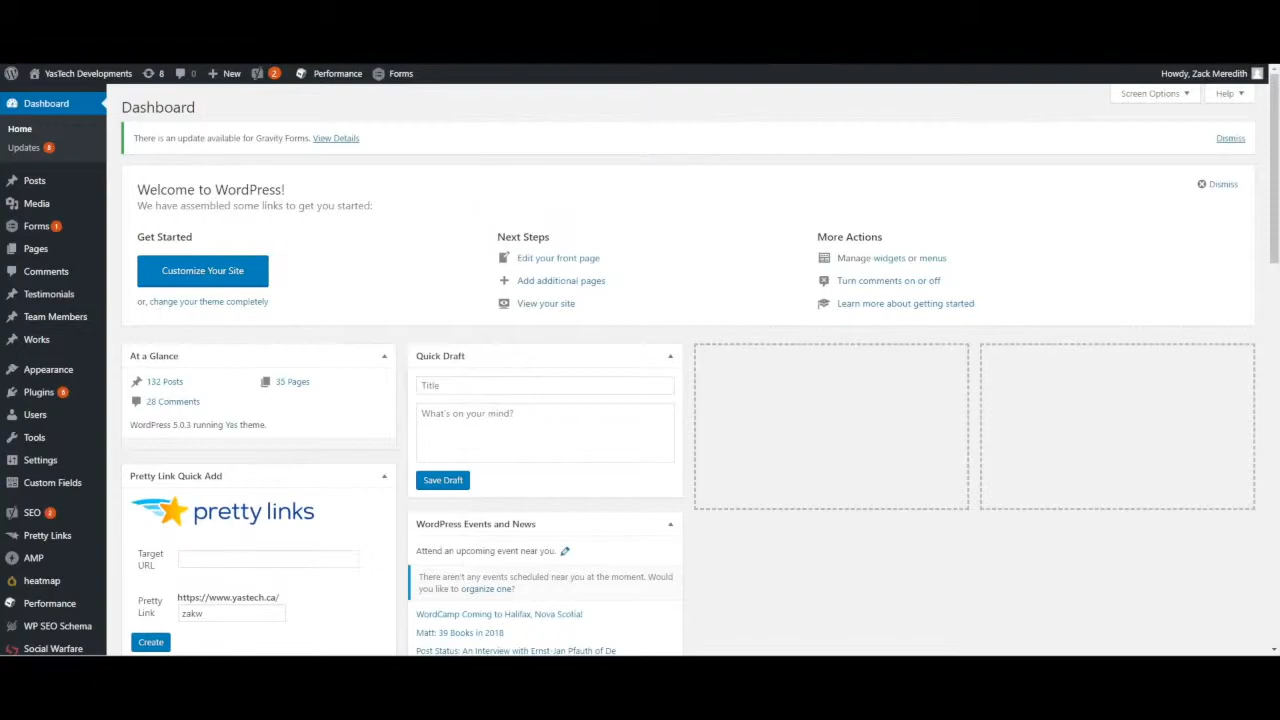 YasTech Developments 8 0 New 2 Performance Forms Howdy, Zack Meredith
Dashboard
Home
Updates 8
Posts
Media
Forms 1
Pages
Comments
Testimonials
Team Members
Works
Appearance
Plugins 6
Users
Tools
Settings
Custom Fields
SEO 2
Pretty Links
AMP
heatmap
Performance
WP SEO Schema
Social Warfare
Screen Options Help
Dashboard
There is an update available for Gravity Forms. View Details Dismiss
Welcome to WordPress!
We have assembled some links to get you started:
Dismiss
Get Started
Customize Your Site
or, change your theme completely
Next Steps
Edit your front page
Add additional pages
View your site
More Actions
Manage widgets or menus
Turn comments on or off
Learn more about getting started
At a Glance
132 Posts 35 Pages
28 Comments
WordPress 5.0.3 running Yas theme.
Pretty Link Quick Add
pretty links
Target
URL
https://www.yastech.ca/
Pretty
Link
zakw
Create
Quick Draft
Title
What's on your mind?
Save Draft
WordPress Events and News
Attend an upcoming event near you.
There aren't any events scheduled near you at the moment. Would
you like to organize one?
WordCamp Coming to Halifax, Nova Scotia!
Matt: 39 Books in 2018
Post Status: An Interview with Ernst-Jan Pfauth of De